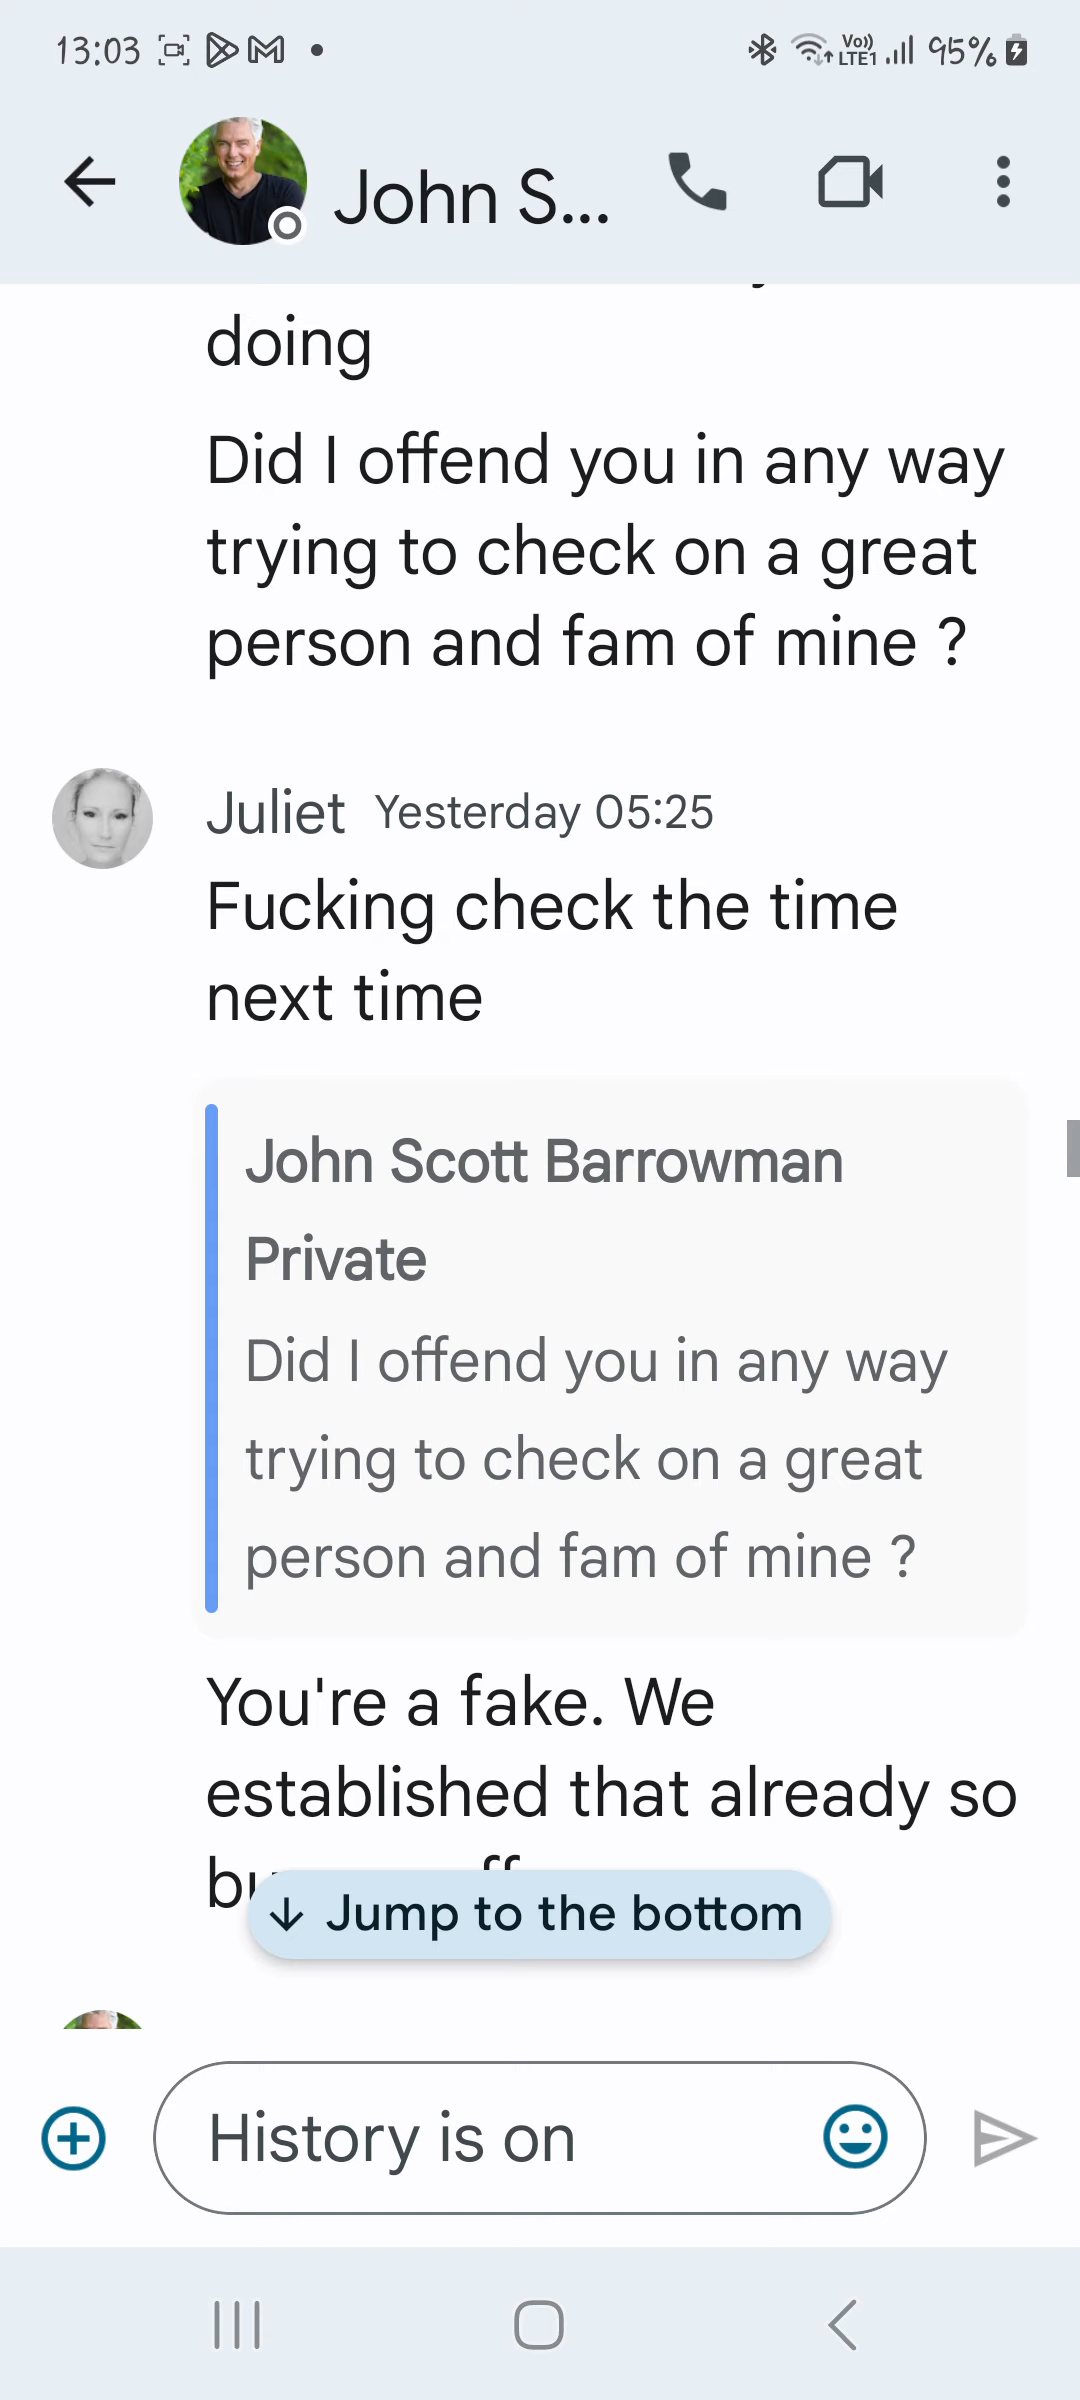 13:03 Vo)) LTE1 95%
John S...
doing
Did I offend you in any way
trying to check on a great
person and fam of mine ?
Juliet Yesterday 05:25
Fucking check the time
next time
John Scott Barrowman
Private
Did I offend you in any way
trying to check on a great
person and fam of mine ?
You're a fake. We
established that already so
Jump to the bottom
History is on